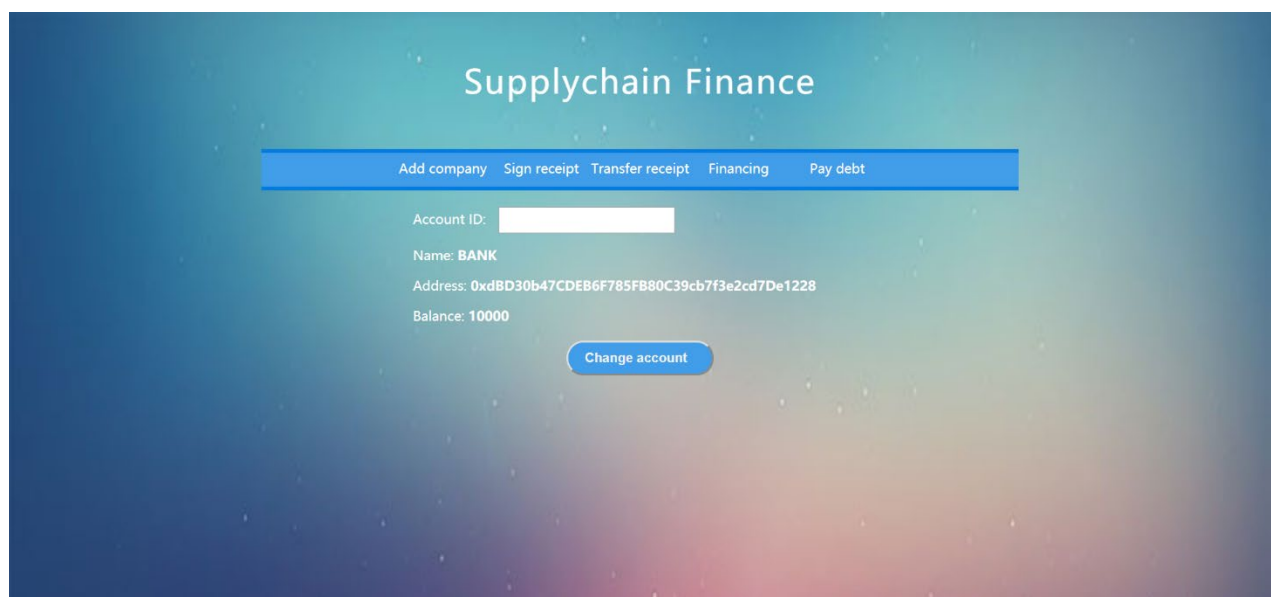 Supplychain Finance
Add company Sign receipt Transfer receipt Financing Pay debt
Account ID:
Name: BANK
Address: 0xdBD30b47CDEB6F785FB80C39cb7f3e2cd7De1228
Balance: 10000
Change account